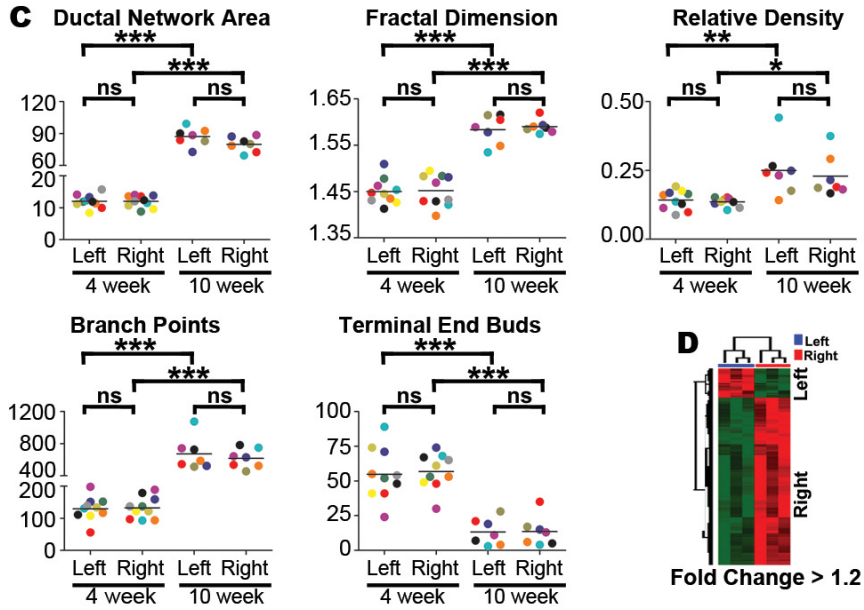 C
Ductal Network Area
***
***
ns
ns
120
90
60
20
10
0
Left Right Left Right
4 week 10 week
Fractal Dimension
***
***
ns
ns
1.65
1.55
1.45
1.35
Left Right Left Right
4 week 10 week
Relative Density
**
*
ns
ns
0.50
0.25
0.00
Left Right Left Right
4 week 10 week
Branch Points
***
***
ns
ns
1200
800
400
200
100
0
Left Right Left Right
4 week 10 week
Terminal End Buds
***
***
ns
ns
100
75
50
25
0
Left Right Left Right
4 week 10 week
D
Left
Right
Left
Right
Fold Change > 1.2